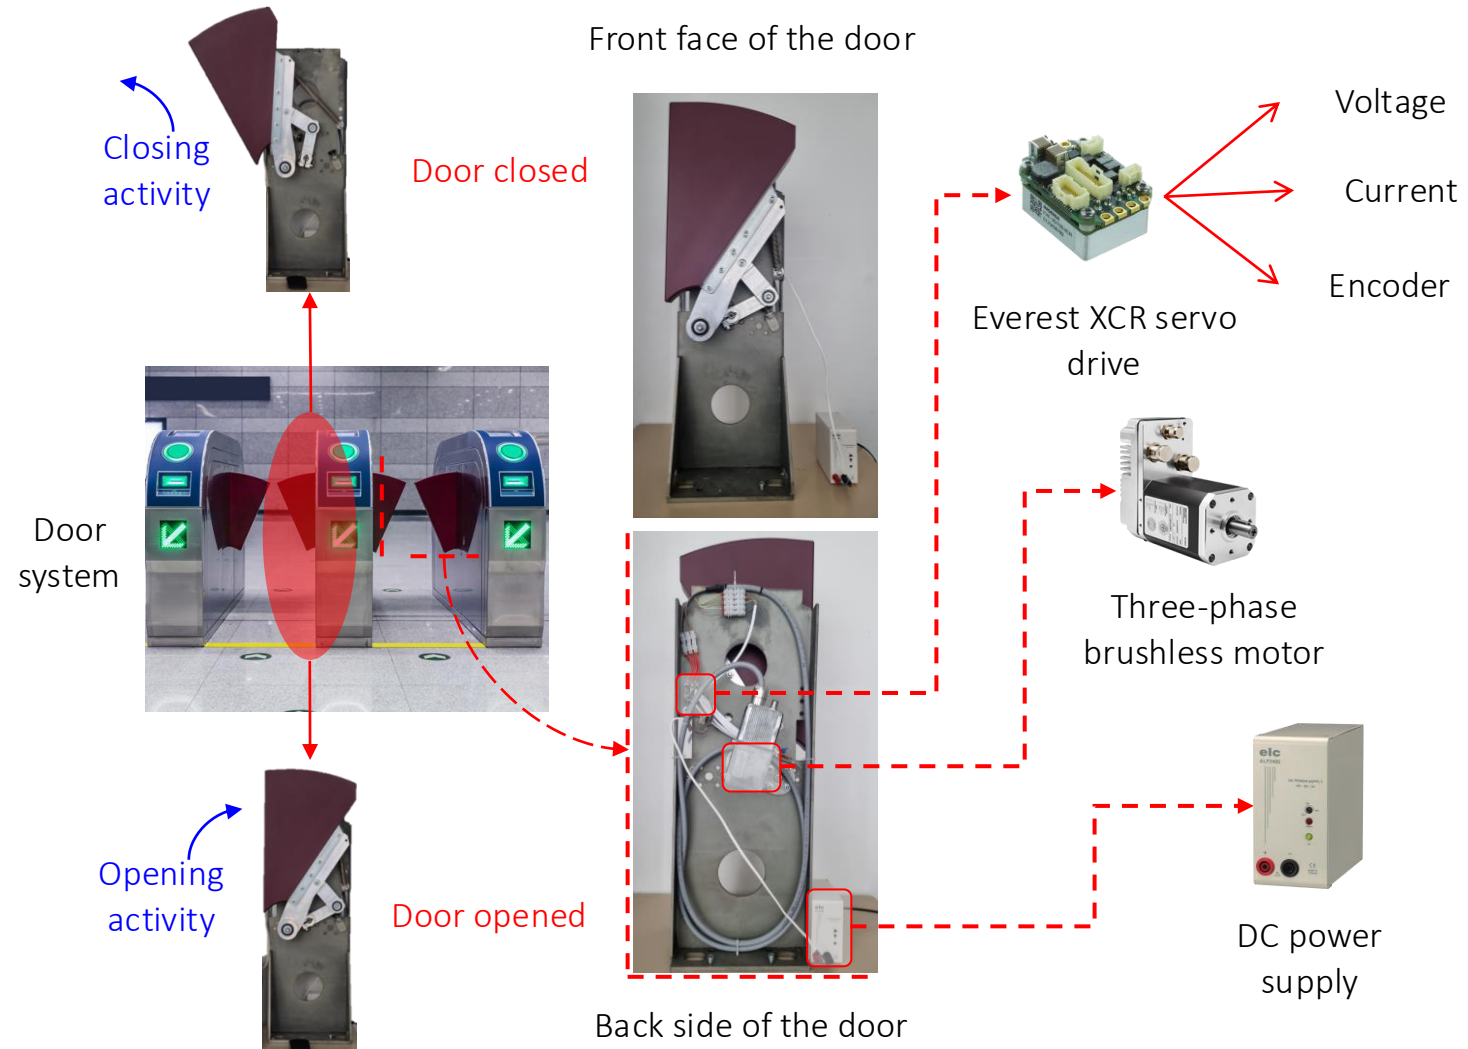 Front face of the door
Closing
activity
Door closed
Voltage
Current
Encoder
Everest XCR servo
drive
Door
system
Three-phase
brushless motor
elc
Opening
activity
Door opened
elc
DC power
supply
Back side of the door